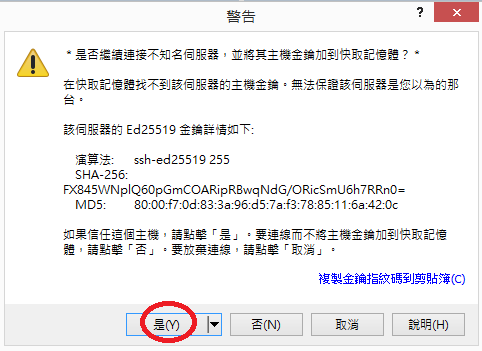 警告
?
* 是否繼續連接不知名伺服器，並將其主機金鑰加到快取記憶體？ *
在快取記憶體找不到該伺服器的主機金鑰。無法保證該伺服器是您以為的那
台。
該伺服器的 Ed25519 金鑰詳情如下:
演算法: ssh-ed25519 255
SHA-256:
FX845WNplQ60pGmCOARipRBwqNdG/ORicSmU6h7RRn0=
MD5: 80:00:f7:0d:83:3a:96:d5:7a:f3:78:85:11:6a:42:0c
如果信任這個主機，請點擊「是」。要連線而不將主機金鑰加到快取記憶
體，請點擊「否」。要放棄連線，請點擊「取消」。
複製金鑰指紋碼到剪貼簿(C)
是(Y)
否(N)
取消
說明(H)